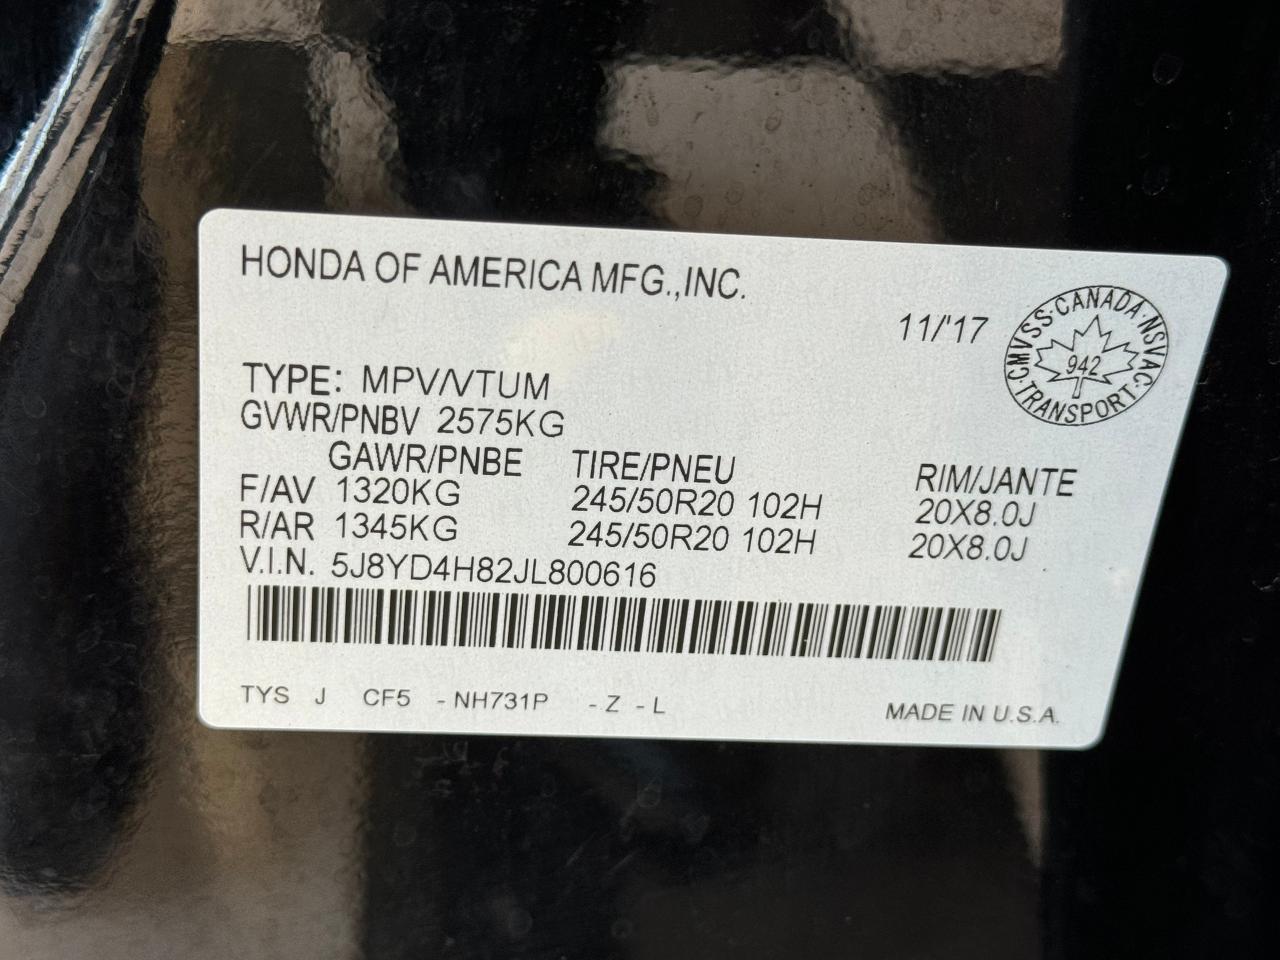 HONDA OF AMERICA MFG.,INC.
11/'17
CMVSS·CANADA·NSVAC·TRANSPORT·
942
TYPE: MPV/VTUM
GVWR/PNBV 2575KG
GAWR/PNBE TIRE/PNEU RIM/JANTE
F/AV 1320KG 245/50R20 102H 20X8.0J
R/AR 1345KG 245/50R20 102H 20X8.0J
V.I.N. 5J8YD4H82JL800616
TYS J CF5 - NH731P - Z - L
MADE IN U.S.A.